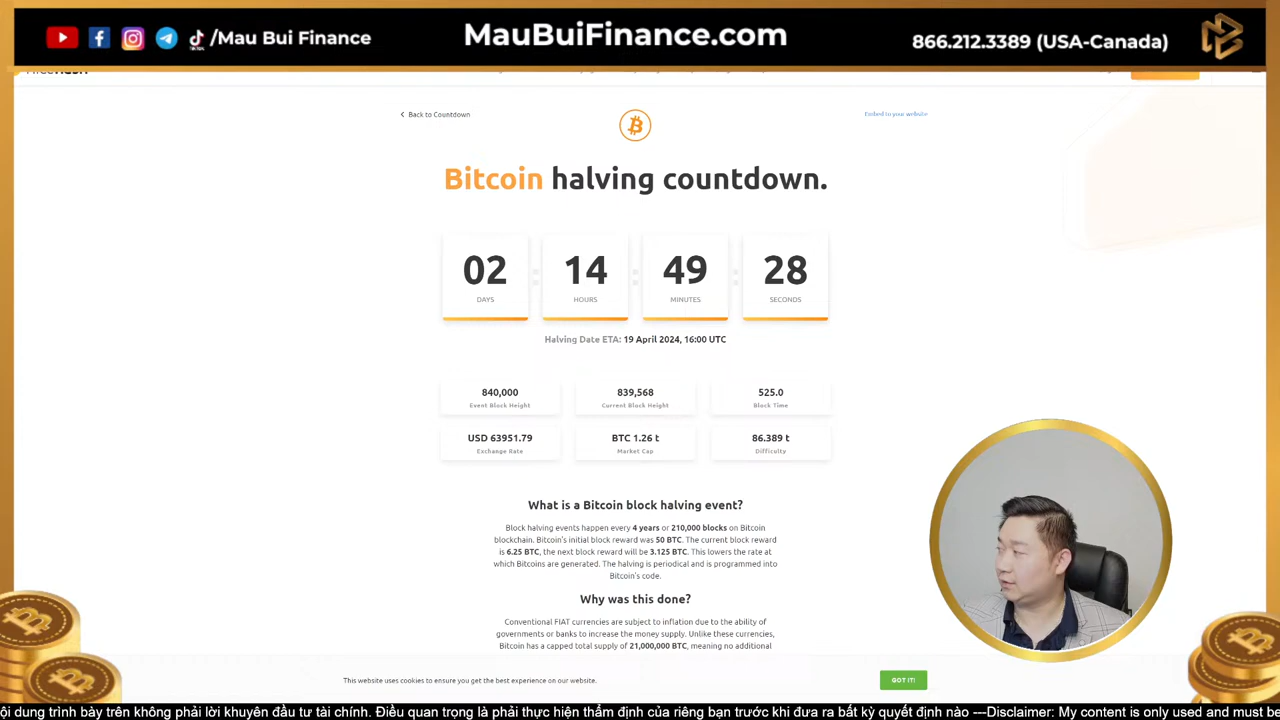 /Mau Bui Finance
MauBuiFinance.com
866.212.3389 (USA-Canada)
Back to Countdown
Embed to your website
Bitcoin halving countdown.
02
14
49
28
DAYS
HOURS
MINUTES
SECONDS
Halving Date ETA: 19 April 2024, 16:00 UTC
840,000
Event Block Height
839,568
Current Block Height
525.0
Block Time
USD 63951.79
Exchange Rate
BTC 1.26 t
Market Cap
86.389 t
Difficulty
What is a Bitcoin block halving event?
Block halving events happen every 4 years or 210,000 blocks on Bitcoin
blockchain. Bitcoin's initial block reward was 50 BTC. The current block reward
is 6.25 BTC, the next block reward will be 3.125 BTC. This lowers the rate at
which Bitcoins are generated. The halving is periodical and is programmed into
Bitcoin's code.
Why was this done?
Conventional FIAT currencies are subject to inflation due to the ability of
governments or banks to increase the money supply. Unlike these currencies,
Bitcoin has a capped total supply of 21,000,000 BTC, meaning no additional
This website uses cookies to ensure you get the best experience on our website.
GOT IT!
ội dung trình bày trên không phải lời khuyên đầu tư tài chính. Điều quan trọng là phải thực hiện thẩm định của riêng bạn trước khi đưa ra bất kỳ quyết định nào ---Disclaimer: My content is only used and must b